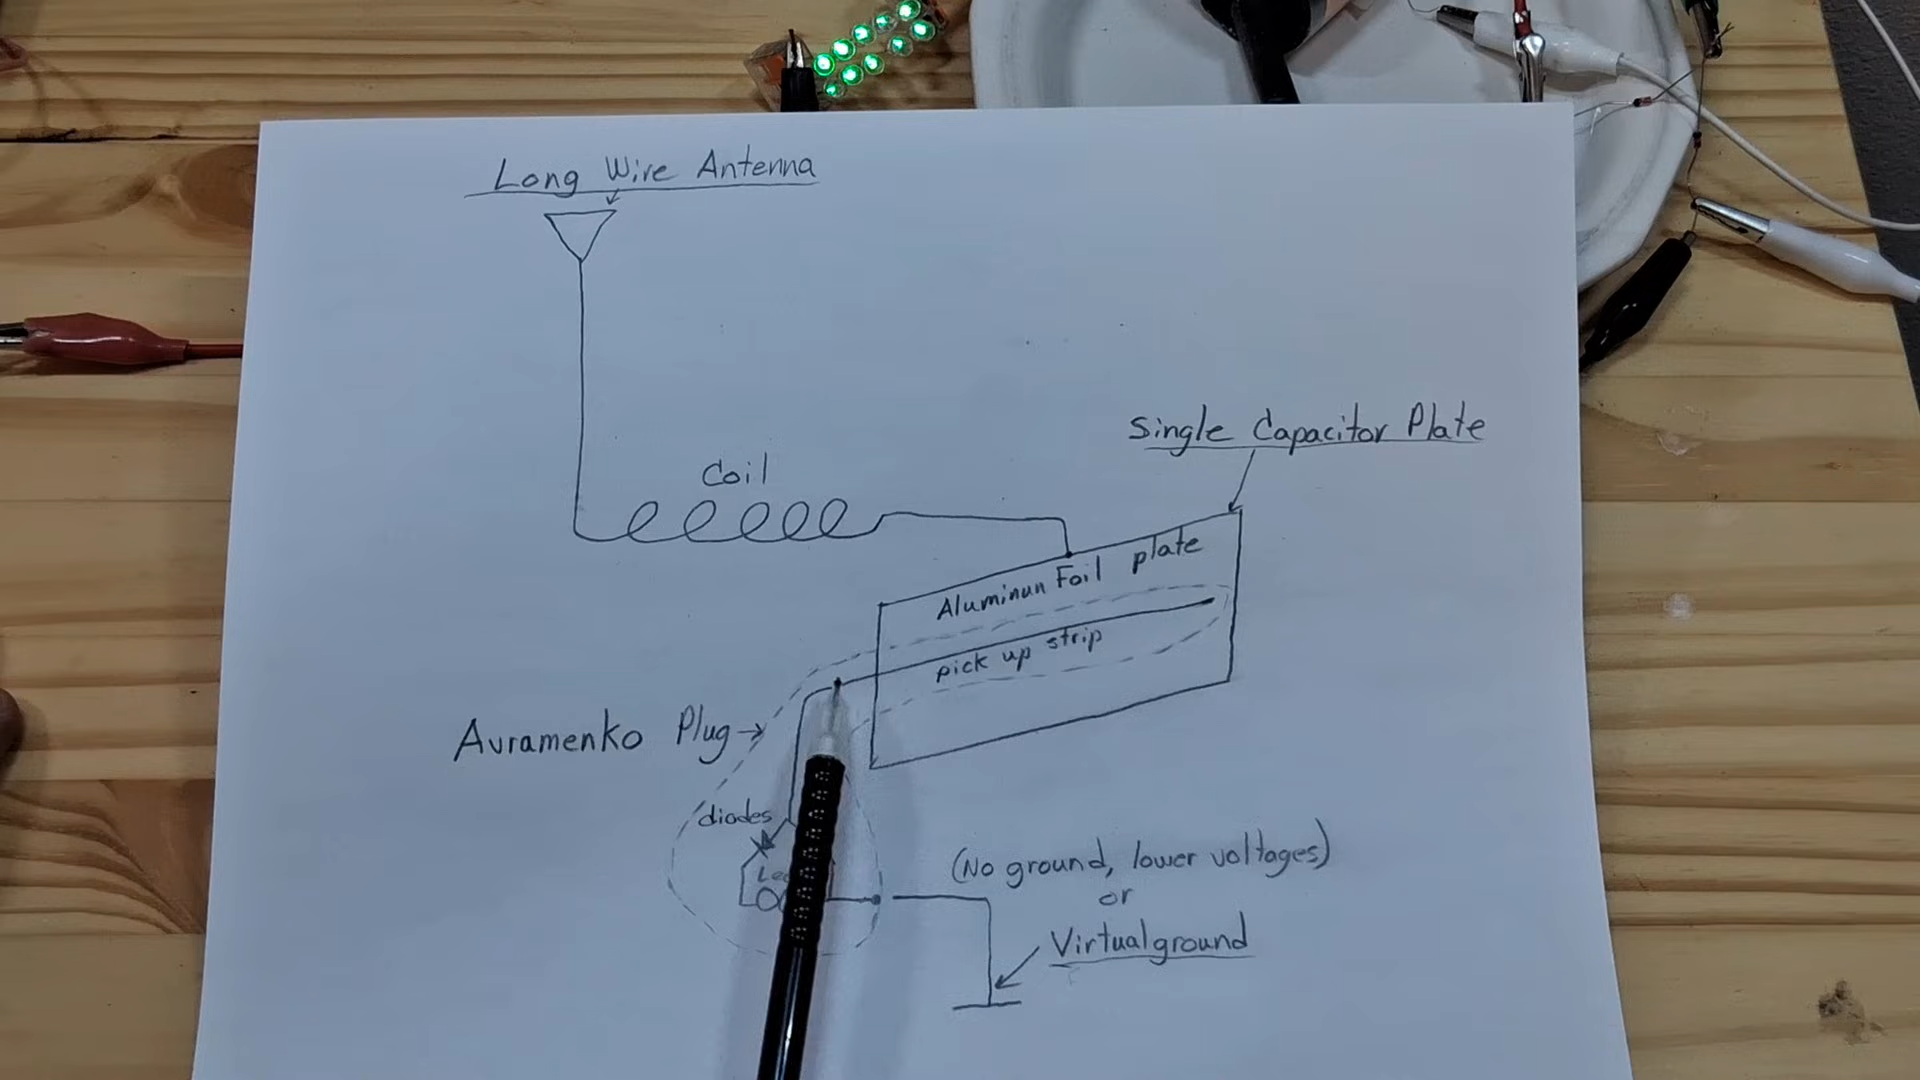 Long Wire Antenna
Coil
Single Capacitor Plate
Aluminun Foil plate
pick up strip
Avramenko Plug
diodes
(No ground, lower voltages)
or
Virtualground